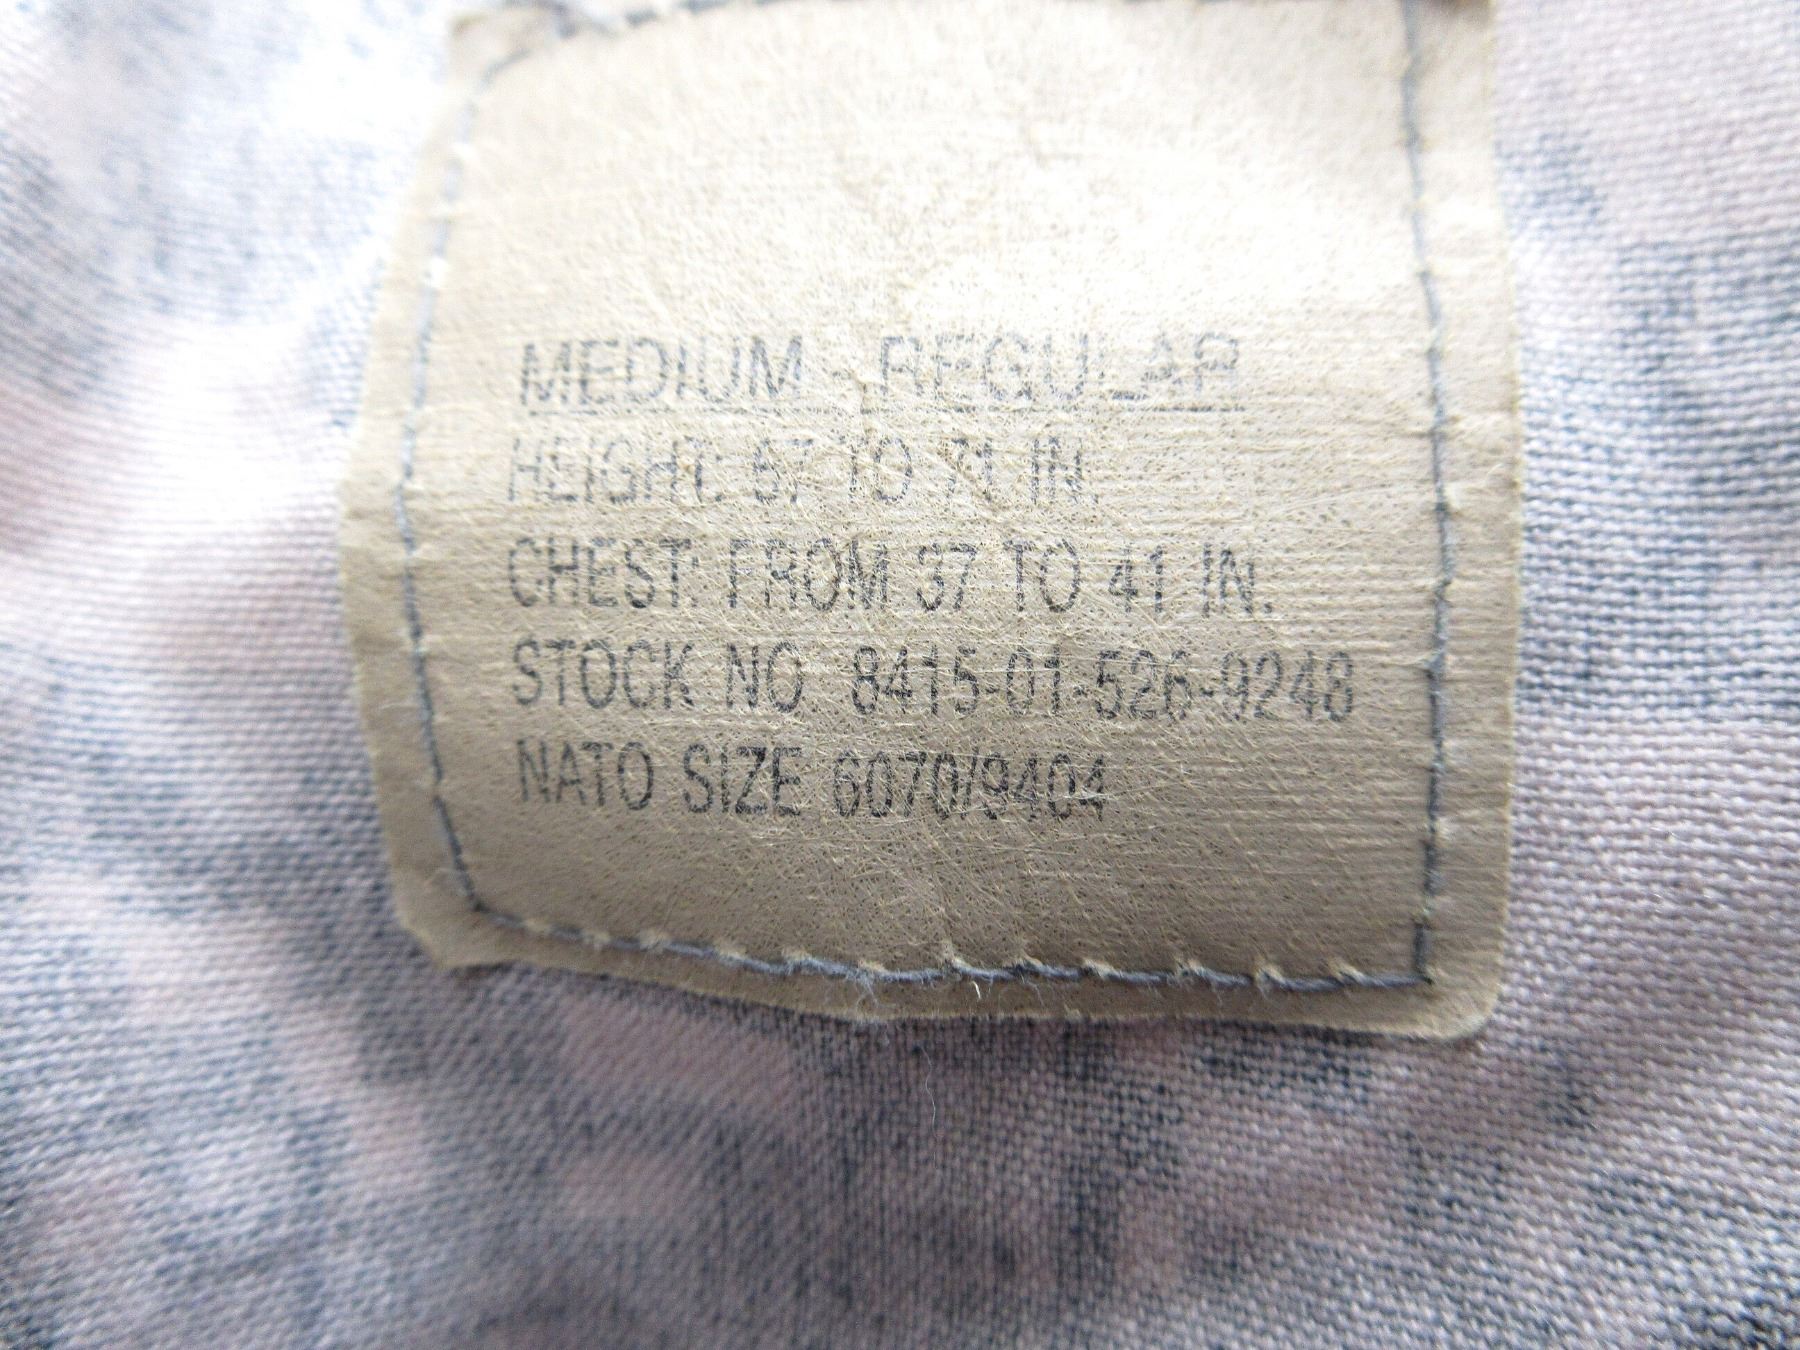 MEDIUM - REGULAR
HEIGHT: 67 TO 71 IN.
CHEST: FROM 37 TO 41 IN.
STOCK NO. 8415-01-526-9248
NATO SIZE 6070/9404